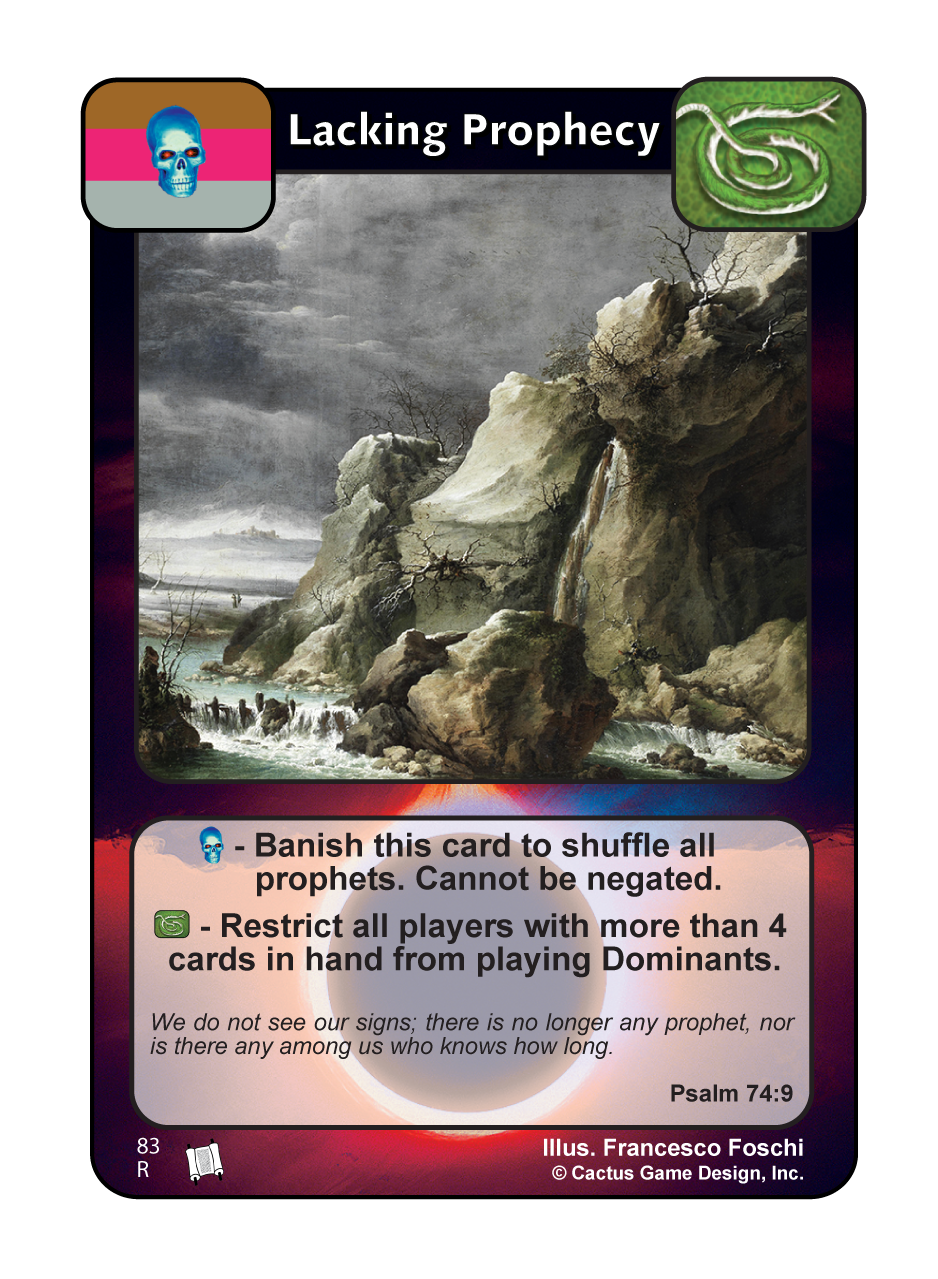 Lacking Prophecy
- Banish this card to shuffle all
prophets. Cannot be negated.
- Restrict all players with more than 4
cards in hand from playing Dominants.
We do not see our signs; there is no longer any prophet, nor
is there any among us who knows how long.
Psalm 74:9
83
R
Illus. Francesco Foschi
© Cactus Game Design, Inc.